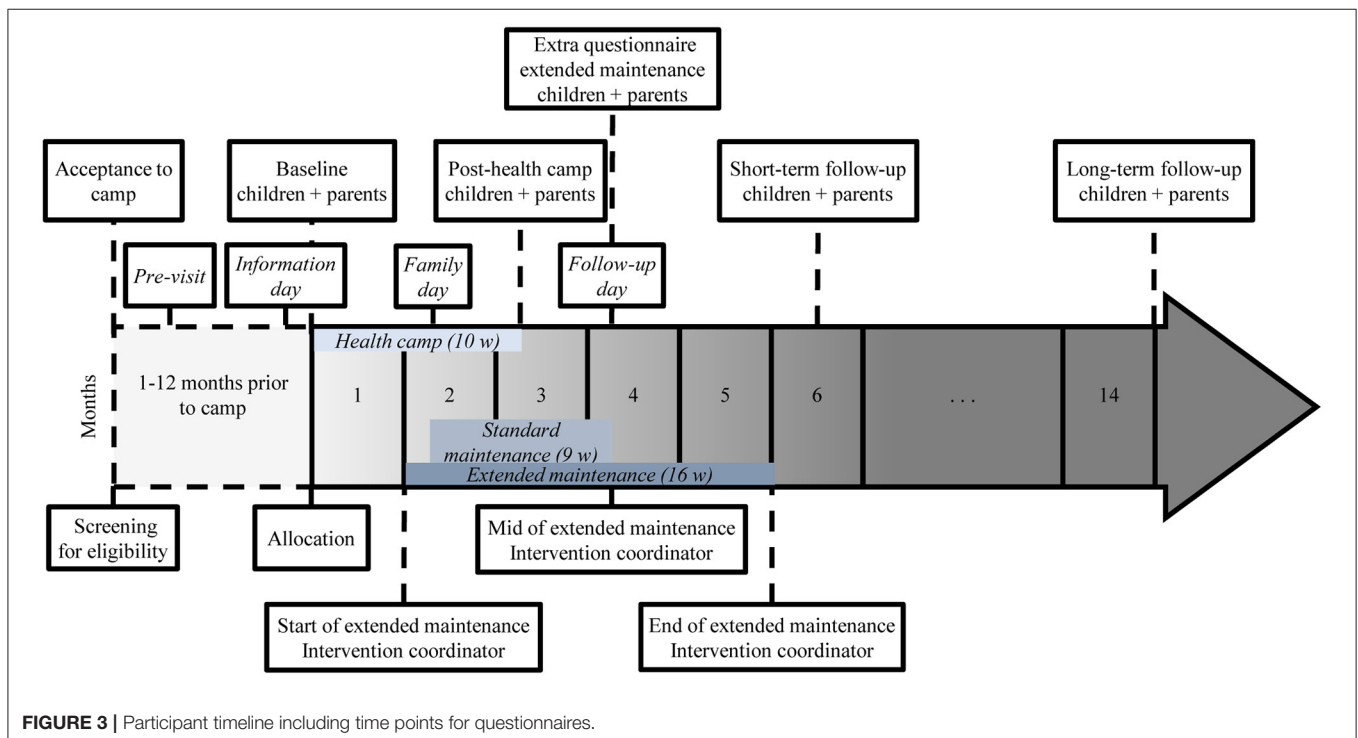 Extra questionnaire
extended maintenance
children + parents
Acceptance to
camp
Baseline
children + parents
Post-health camp
children + parents
Short-term follow-up
children + parents
Long-term follow-up
children + parents
Pre-visit
Information
day
Family
day
Follow-up
day
Health camp (10 w)
Months
1-12 months prior
to camp
1
2
3
4
5
6
. . .
14
Standard
maintenance (9 w)
Extended maintenance (16 w)
Screening
for eligibility
Allocation
Mid of extended maintenance
Intervention coordinator
Start of extended maintenance
Intervention coordinator
End of extended maintenance
Intervention coordinator
FIGURE 3 | Participant timeline including time points for questionnaires.